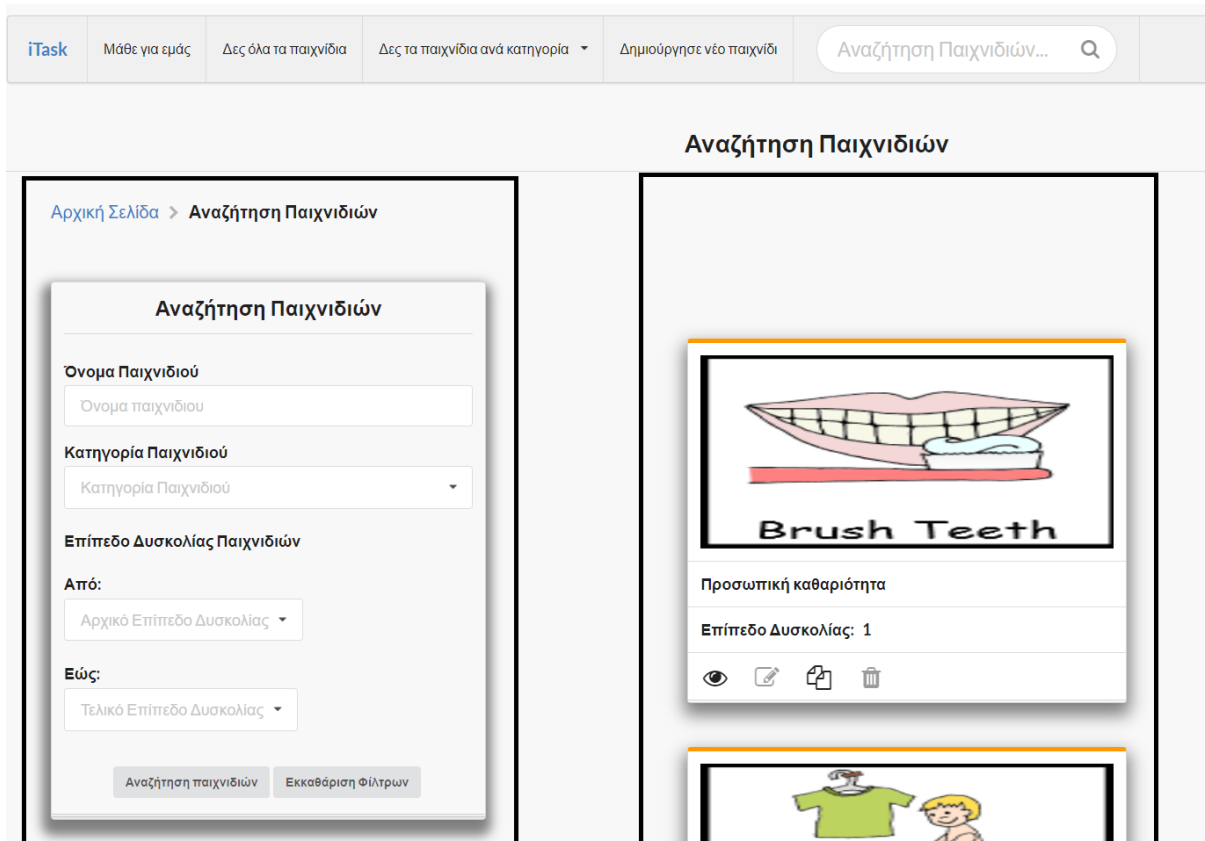 iTask Μάθε για εμάς Δες όλα τα παιχνίδια Δες τα παιχνίδια ανά κατηγορία Δημιούργησε νέο παιχνίδι Αναζήτηση Παιχνιδιών...
Αναζήτηση Παιχνιδιών
Αρχική Σελίδα > Αναζήτηση Παιχνιδιών
Αναζήτηση Παιχνιδιών
Όνομα Παιχνιδιού
Όνομα παιχνιδιου
Κατηγορία Παιχνιδιού
Κατηγορία Παιχνιδιού
Επίπεδο Δυσκολίας Παιχνιδιών
Από:
Αρχικό Επίπεδο Δυσκολίας
Εώς:
Τελικό Επίπεδο Δυσκολίας
Αναζήτηση παιχνιδιών Εκκαθάριση Φίλτρων
Brush Teeth
Προσωπική καθαριότητα
Επίπεδο Δυσκολίας: 1